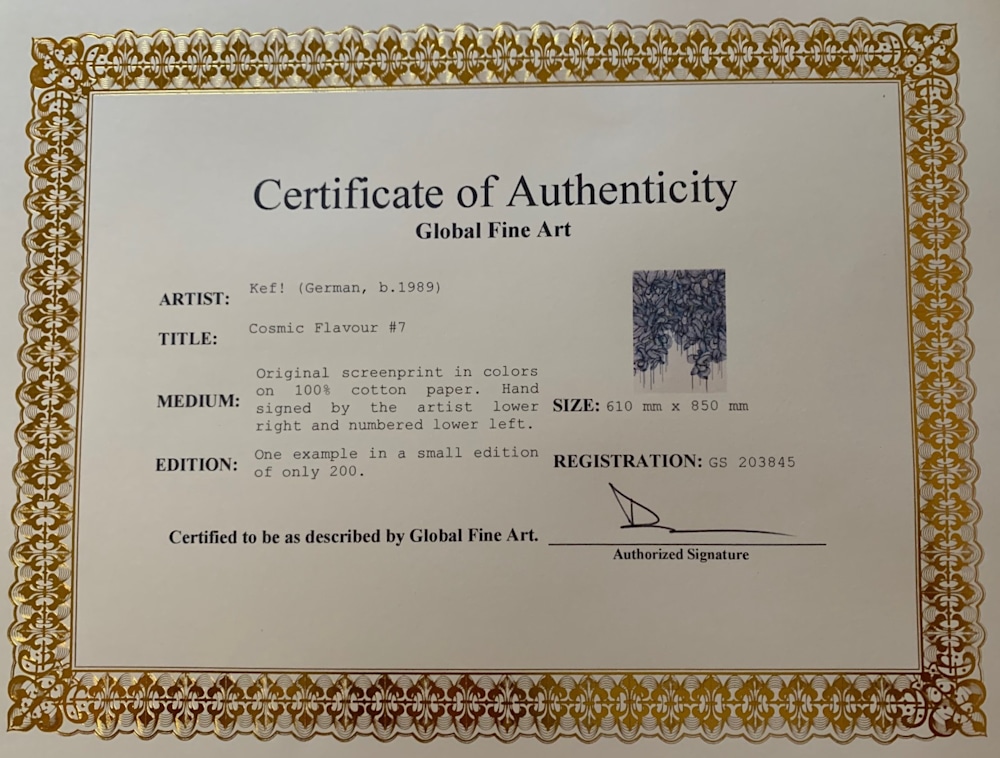 Certificate of Authenticity
Global Fine Art
ARTIST: Kef! (German, b.1989)
TITLE: Cosmic Flavour #7
MEDIUM: Original screenprint in colors
on 100% cotton paper. Hand
signed by the artist lower
right and numbered lower left.
SIZE: 610 mm x 850 mm
EDITION: One example in a small edition
of only 200.
REGISTRATION: GS 203845
Certified to be as described by Global Fine Art.
Authorized Signature